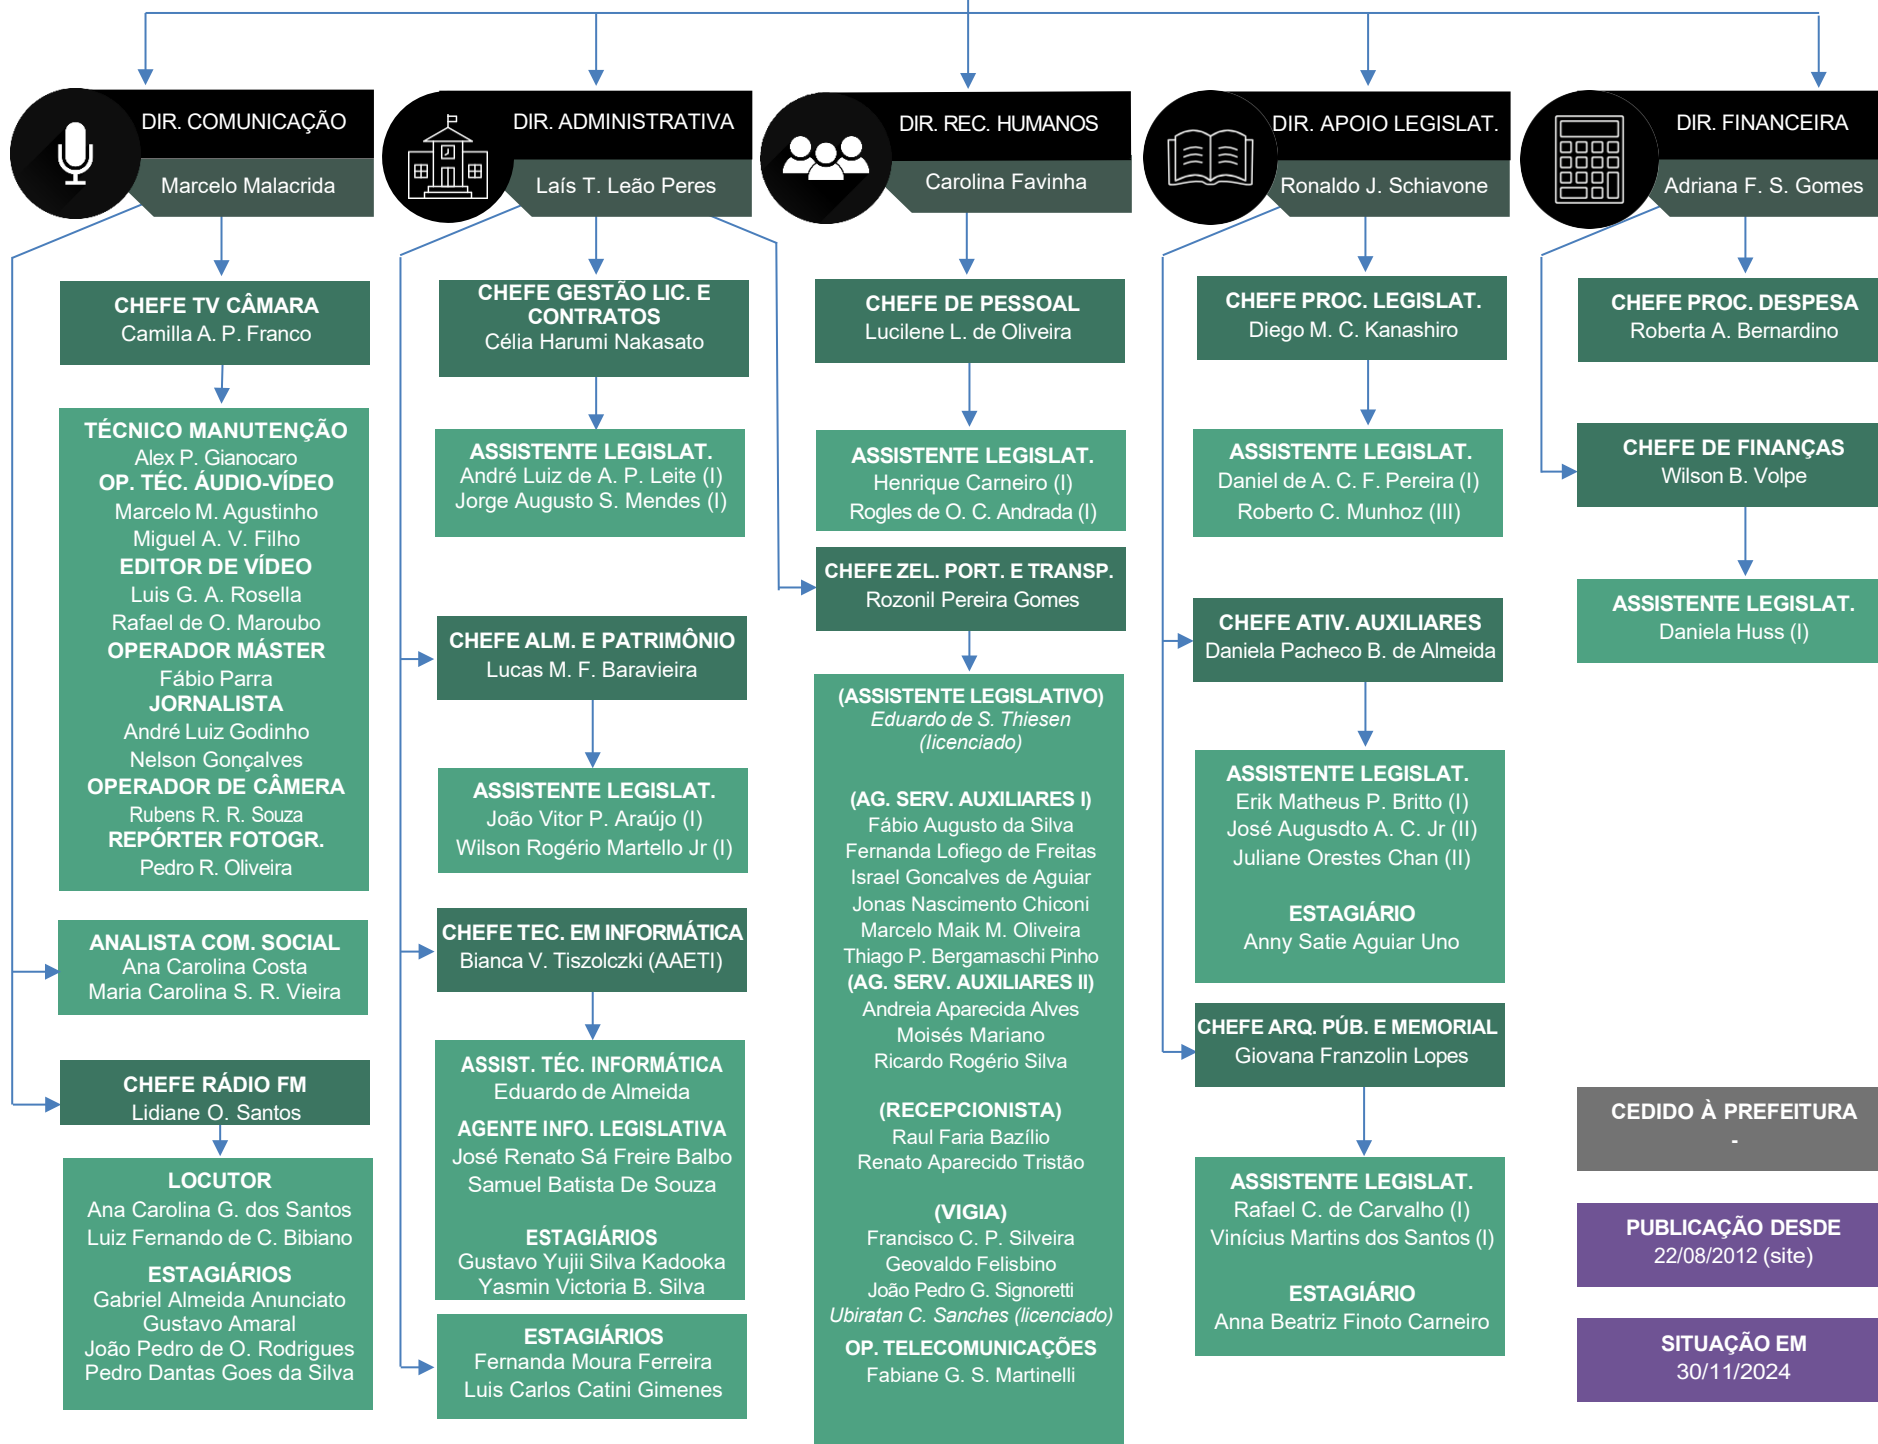 DIR. COMUNICAÇÃO
Marcelo Malacrida
CHEFE TV CÂMARA
Camilla A. P. Franco
TÉCNICO MANUTENÇÃO
Alex P. Gianocaro
OP. TÉC. ÁUDIO-VÍDEO
Marcelo M. Agustinho
Miguel A. V. Filho
EDITOR DE VÍDEO
Luis G. A. Rosella
Rafael de O. Maroubo
OPERADOR MÁSTER
Fábio Parra
JORNALISTA
André Luiz Godinho
Nelson Gonçalves
OPERADOR DE CÂMERA
Rubens R. R. Souza
REPÓRTER FOTOGR.
Pedro R. Oliveira
ANALISTA COM. SOCIAL
Ana Carolina Costa
Maria Carolina S. R. Vieira
CHEFE RÁDIO FM
Lidiane O. Santos
LOCUTOR
Ana Carolina G. dos Santos
Luiz Fernando de C. Bibiano
ESTAGIÁRIOS
Gabriel Almeida Anunciato
Gustavo Amaral
João Pedro de O. Rodrigues
Pedro Dantas Goes da Silva
DIR. ADMINISTRATIVA
Laís T. Leão Peres
CHEFE GESTÃO LIC. E
CONTRATOS
Célia Harumi Nakasato
ASSISTENTE LEGISLAT.
André Luiz de A. P. Leite (I)
Jorge Augusto S. Mendes (I)
CHEFE ALM. E PATRIMÔNIO
Lucas M. F. Baravieira
ASSISTENTE LEGISLAT.
João Vitor P. Araújo (I)
Wilson Rogério Martello Jr (I)
CHEFE TEC. EM INFORMÁTICA
Bianca V. Tiszolczki (AAETI)
ASSIST. TÉC. INFORMÁTICA
Eduardo de Almeida
AGENTE INFO. LEGISLATIVA
José Renato Sá Freire Balbo
Samuel Batista De Souza
ESTAGIÁRIOS
Gustavo Yujii Silva Kadooka
Yasmin Victoria B. Silva
ESTAGIÁRIOS
Fernanda Moura Ferreira
Luis Carlos Catini Gimenes
DIR. REC. HUMANOS
Carolina Favinha
CHEFE DE PESSOAL
Lucilene L. de Oliveira
ASSISTENTE LEGISLAT.
Henrique Carneiro (I)
Rogles de O. C. Andrada (I)
CHEFE ZEL. PORT. E TRANSP.
Rozonil Pereira Gomes
(ASSISTENTE LEGISLATIVO)
Eduardo de S. Thiesen
(licenciado)
(AG. SERV. AUXILIARES I)
Fábio Augusto da Silva
Fernanda Lofiego de Freitas
Israel Goncalves de Aguiar
Jonas Nascimento Chiconi
Marcelo Maik M. Oliveira
Thiago P. Bergamaschi Pinho
(AG. SERV. AUXILIARES II)
Andreia Aparecida Alves
Moisés Mariano
Ricardo Rogério Silva
(RECEPCIONISTA)
Raul Faria Bazílio
Renato Aparecido Tristão
(VIGIA)
Francisco C. P. Silveira
Geovaldo Felisbino
João Pedro G. Signoretti
Ubiratan C. Sanches (licenciado)
OP. TELECOMUNICAÇÕES
Fabiane G. S. Martinelli
DIR. APOIO LEGISLAT.
Ronaldo J. Schiavone
CHEFE PROC. LEGISLAT.
Diego M. C. Kanashiro
ASSISTENTE LEGISLAT.
Daniel de A. C. F. Pereira (I)
Roberto C. Munhoz (III)
CHEFE ATIV. AUXILIARES
Daniela Pacheco B. de Almeida
ASSISTENTE LEGISLAT.
Erik Matheus P. Britto (I)
José Augusdto A. C. Jr (II)
Juliane Orestes Chan (II)
ESTAGIÁRIO
Anny Satie Aguiar Uno
CHEFE ARQ. PÚB. E MEMORIAL
Giovana Franzolin Lopes
ASSISTENTE LEGISLAT.
Rafael C. de Carvalho (I)
Vinícius Martins dos Santos (I)
ESTAGIÁRIO
Anna Beatriz Finoto Carneiro
DIR. FINANCEIRA
Adriana F. S. Gomes
CHEFE PROC. DESPESA
Roberta A. Bernardino
CHEFE DE FINANÇAS
Wilson B. Volpe
ASSISTENTE LEGISLAT.
Daniela Huss (I)
CEDIDO À PREFEITURA
-
PUBLICAÇÃO DESDE
22/08/2012 (site)
SITUAÇÃO EM
30/11/2024